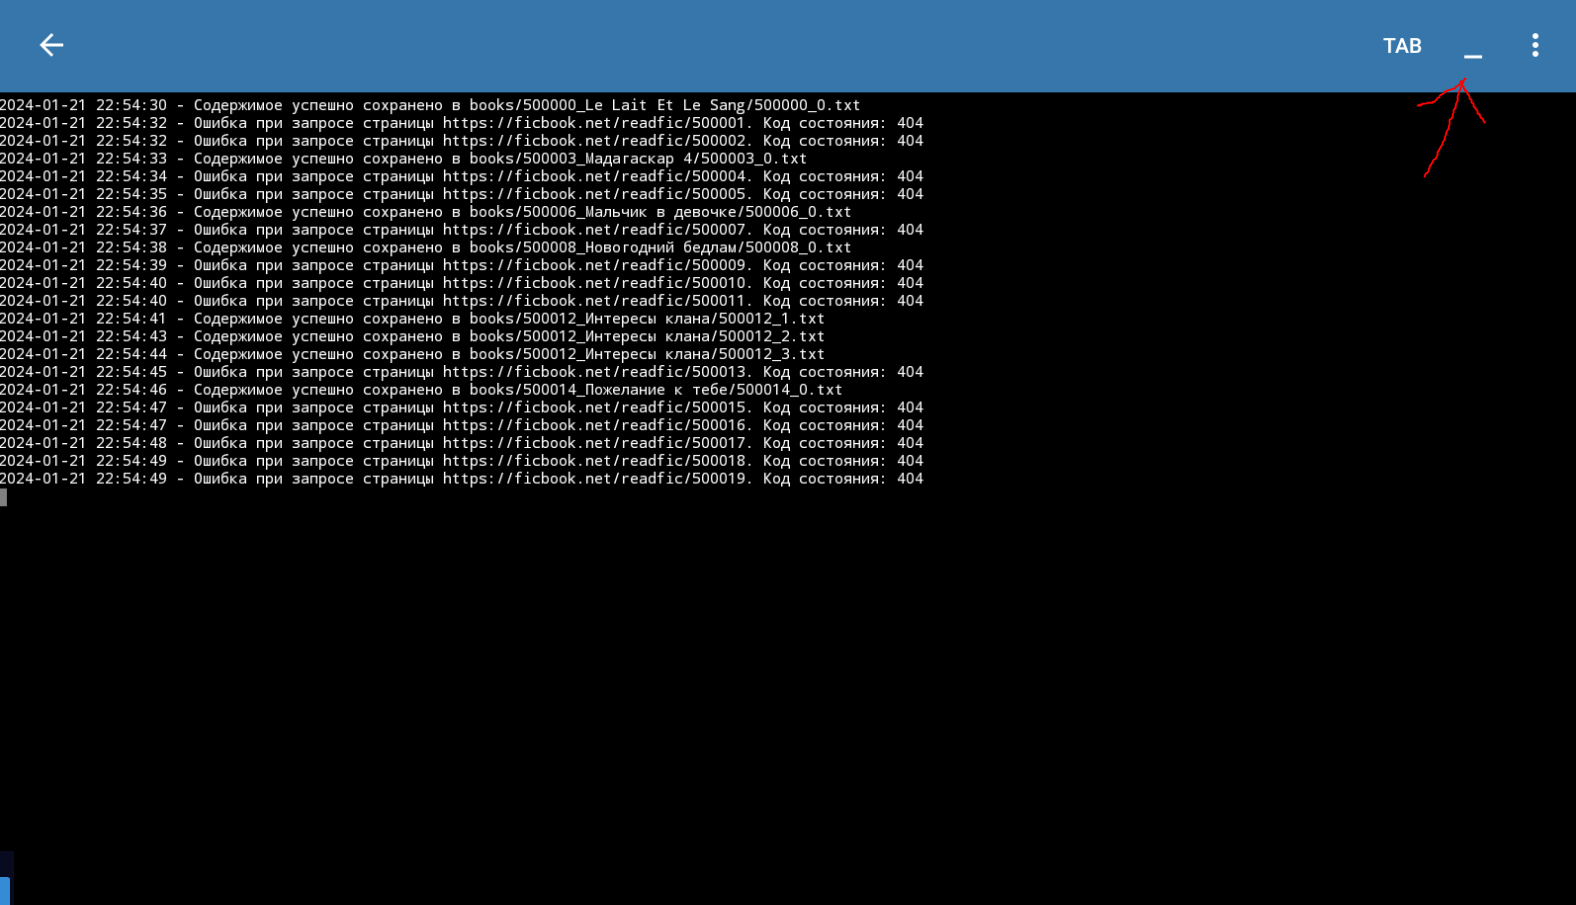 TAB _
2024-01-21 22:54:30 - Содержимое успешно сохранено в books/500000_Le Lait Et Le Sang/500000_0.txt
2024-01-21 22:54:32 - Ошибка при запросе страницы https://ficbook.net/readfic/500001. Код состояния: 404
2024-01-21 22:54:32 - Ошибка при запросе страницы https://ficbook.net/readfic/500002. Код состояния: 404
2024-01-21 22:54:33 - Содержимое успешно сохранено в books/500003_Мадагаскар 4/500003_0.txt
2024-01-21 22:54:34 - Ошибка при запросе страницы https://ficbook.net/readfic/500004. Код состояния: 404
2024-01-21 22:54:35 - Ошибка при запросе страницы https://ficbook.net/readfic/500005. Код состояния: 404
2024-01-21 22:54:36 - Содержимое успешно сохранено в books/500006_Мальчик в девочке/500006_0.txt
2024-01-21 22:54:37 - Ошибка при запросе страницы https://ficbook.net/readfic/500007. Код состояния: 404
2024-01-21 22:54:38 - Содержимое успешно сохранено в books/500008_Новогодний бедлам/500008_0.txt
2024-01-21 22:54:39 - Ошибка при запросе страницы https://ficbook.net/readfic/500009. Код состояния: 404
2024-01-21 22:54:40 - Ошибка при запросе страницы https://ficbook.net/readfic/500010. Код состояния: 404
2024-01-21 22:54:40 - Ошибка при запросе страницы https://ficbook.net/readfic/500011. Код состояния: 404
2024-01-21 22:54:41 - Содержимое успешно сохранено в books/500012_Интересы клана/500012_1.txt
2024-01-21 22:54:43 - Содержимое успешно сохранено в books/500012_Интересы клана/500012_2.txt
2024-01-21 22:54:44 - Содержимое успешно сохранено в books/500012_Интересы клана/500012_3.txt
2024-01-21 22:54:45 - Ошибка при запросе страницы https://ficbook.net/readfic/500013. Код состояния: 404
2024-01-21 22:54:46 - Содержимое успешно сохранено в books/500014_Пожелание к тебе/500014_0.txt
2024-01-21 22:54:47 - Ошибка при запросе страницы https://ficbook.net/readfic/500015. Код состояния: 404
2024-01-21 22:54:47 - Ошибка при запросе страницы https://ficbook.net/readfic/500016. Код состояния: 404
2024-01-21 22:54:48 - Ошибка при запросе страницы https://ficbook.net/readfic/500017. Код состояния: 404
2024-01-21 22:54:49 - Ошибка при запросе страницы https://ficbook.net/readfic/500018. Код состояния: 404
2024-01-21 22:54:49 - Ошибка при запросе страницы https://ficbook.net/readfic/500019. Код состояния: 404